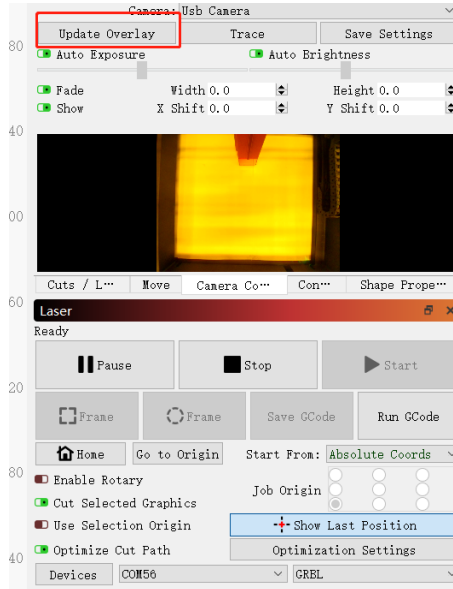 Camera: Usb Camera
80
Update Overlay Trace Save Settings
Auto Exposure Auto Brightness
Fade Width 0.0 Height 0.0
Show X Shift 0.0 Y Shift 0.0
40
00
Cuts / L… Move Camera Co… Con… Shape Prope…
60
Laser
Ready
Pause Stop Start
20
Frame Frame Save GCode Run GCode
Home Go to Origin Start From: Absolute Coords
80
Enable Rotary
Job Origin
Cut Selected Graphics
Use Selection Origin Show Last Position
Optimize Cut Path Optimization Settings
40
Devices COM56 GRBL